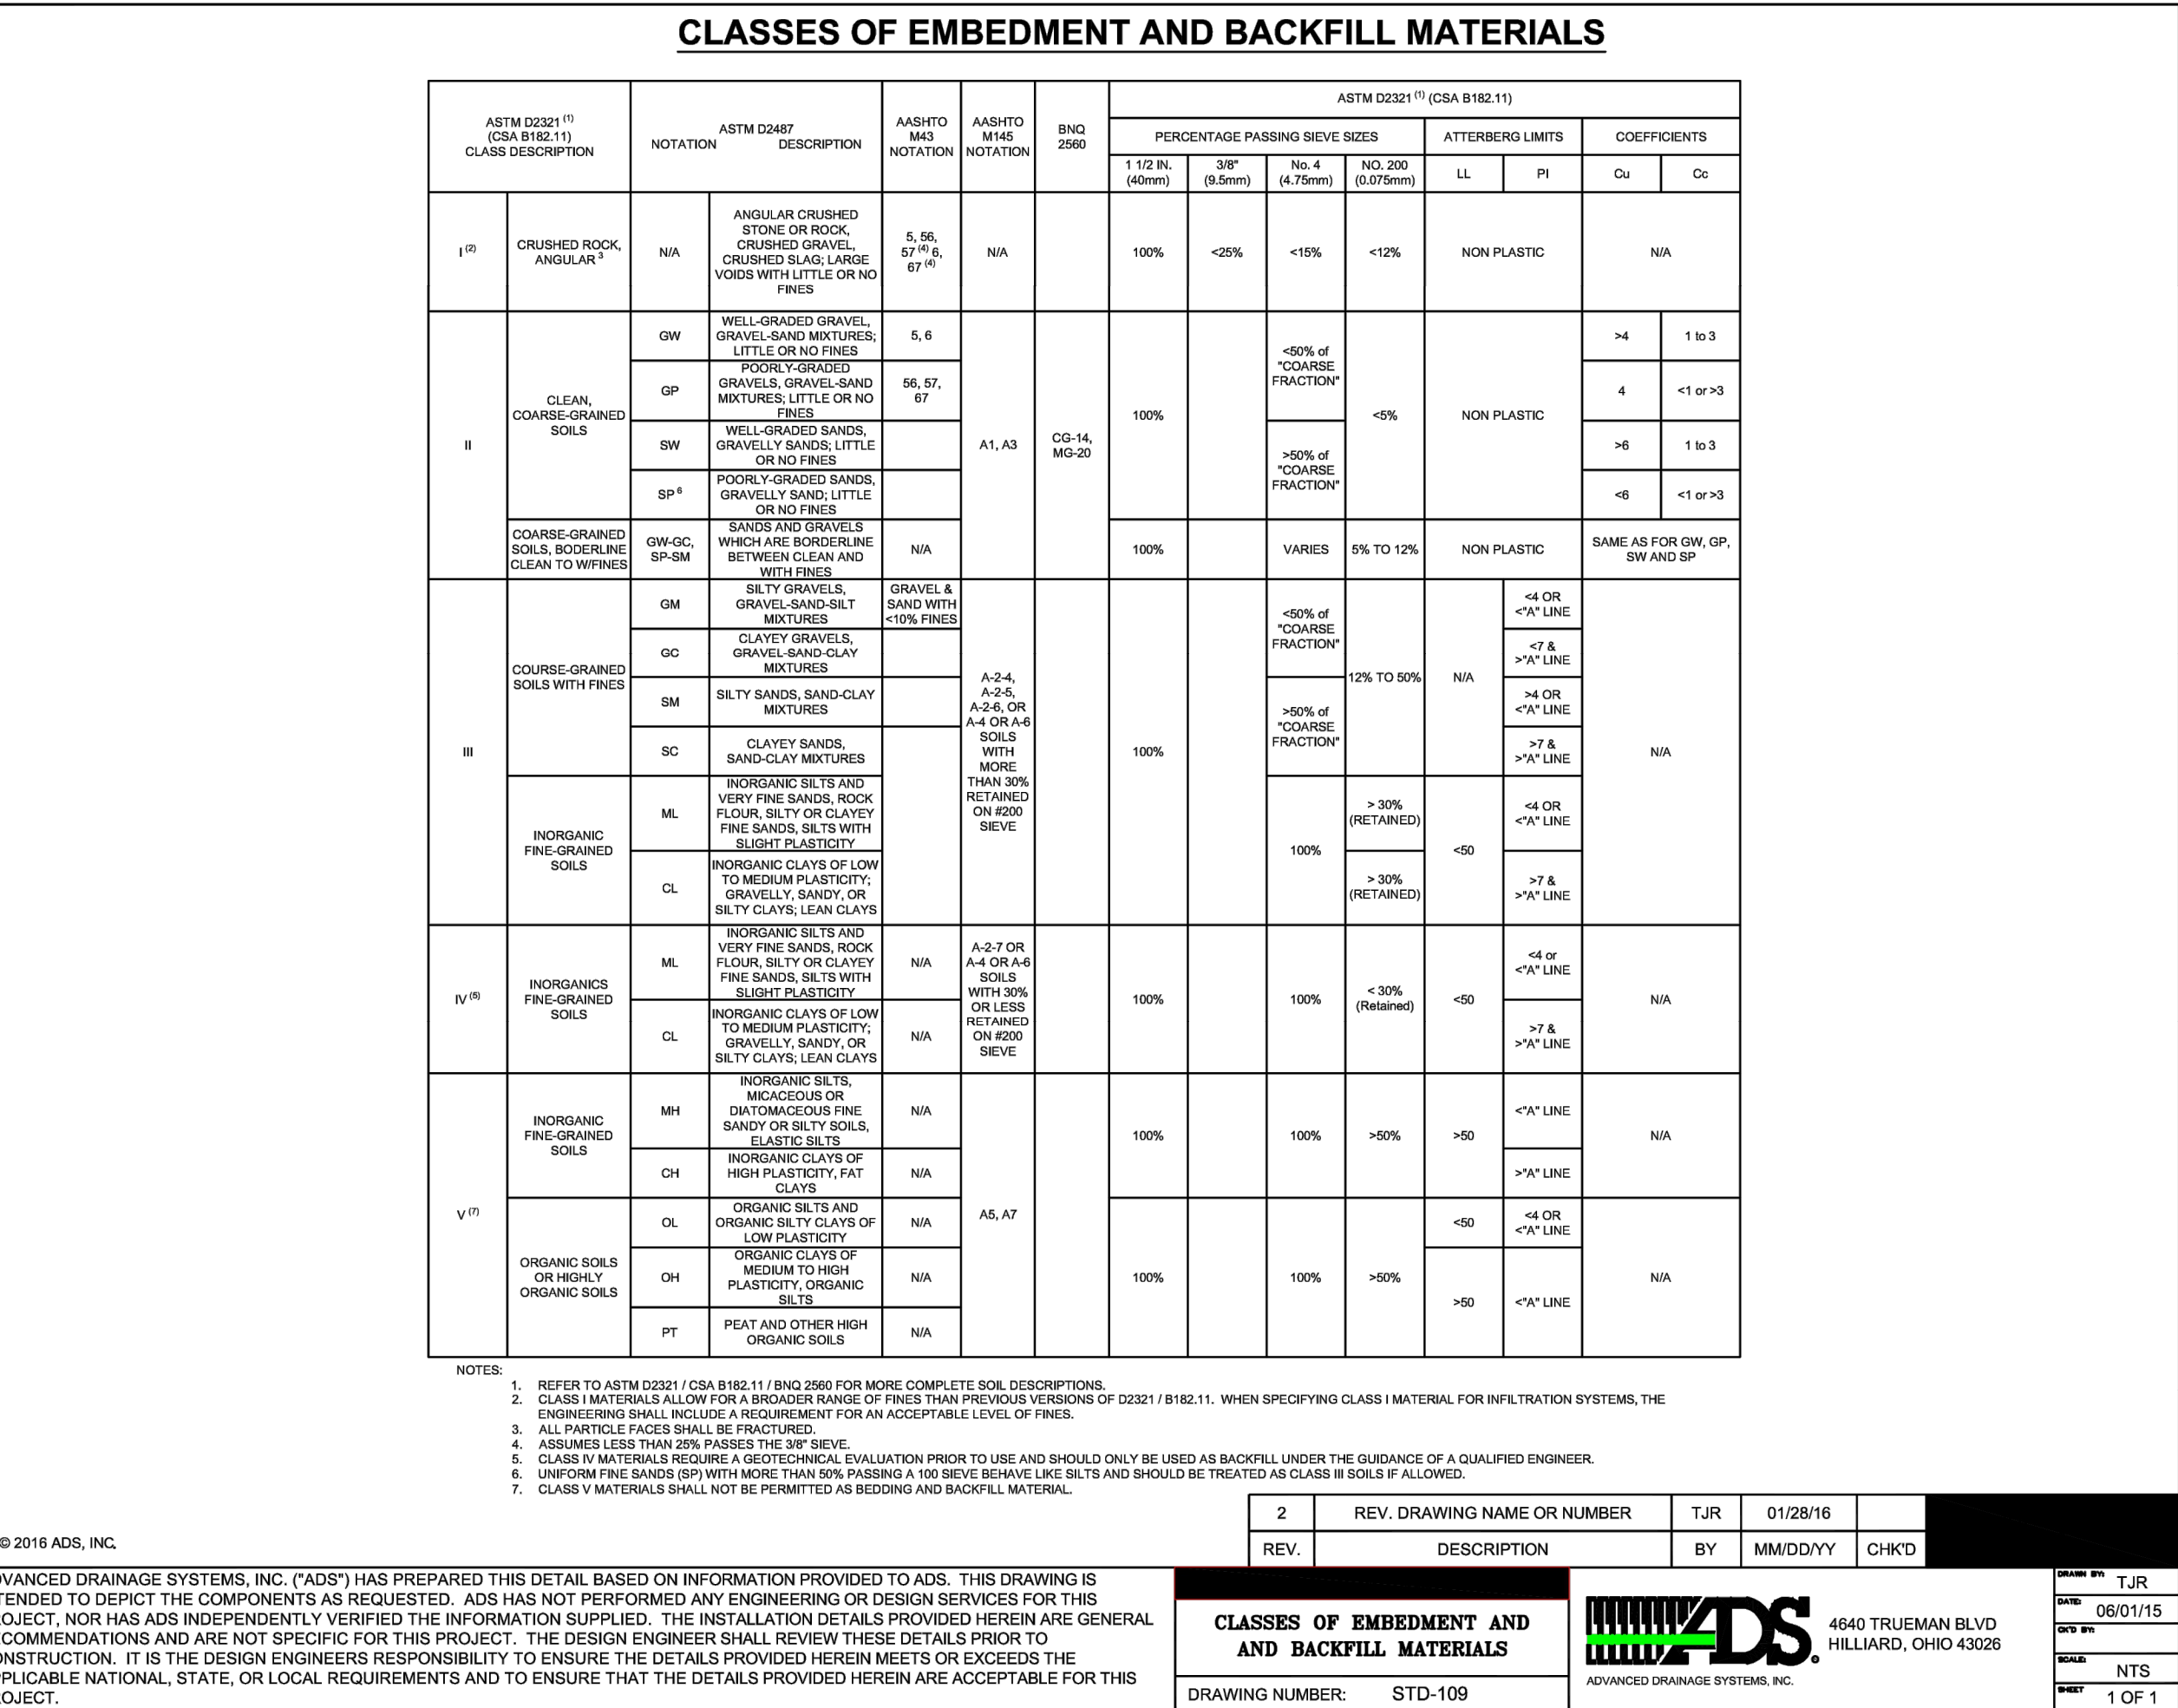 CLASSES OF EMBEDMENT AND BACKFILL MATERIALS
ASTM D2321 (1)
(CSA B182.11)
CLASS DESCRIPTION
ASTM D2487
NOTATION DESCRIPTION
AASHTO
M43
NOTATION
AASHTO
M145
NOTATION
BNQ
2560
ASTM D2321 (1) (CSA B182.11)
PERCENTAGE PASSING SIEVE SIZES
ATTERBERG LIMITS
COEFFICIENTS
1 1/2 IN.
(40mm)
3/8"
(9.5mm)
No. 4
(4.75mm)
NO. 200
(0.075mm)
LL
PI
Cu
Cc
I (2)
CRUSHED ROCK,
ANGULAR 3
N/A
ANGULAR CRUSHED
STONE OR ROCK,
CRUSHED GRAVEL,
CRUSHED SLAG; LARGE
VOIDS WITH LITTLE OR NO
FINES
5, 56,
57 (4) 6,
67 (4)
N/A
100%
<25%
<15%
<12%
NON PLASTIC
N/A
II
CLEAN,
COARSE-GRAINED
SOILS
GW
WELL-GRADED GRAVEL,
GRAVEL-SAND MIXTURES;
LITTLE OR NO FINES
5, 6
A1, A3
CG-14,
MG-20
100%
<50% of
"COARSE
FRACTION"
<5%
NON PLASTIC
>4
1 to 3
GP
POORLY-GRADED
GRAVELS, GRAVEL-SAND
MIXTURES; LITTLE OR NO
FINES
56, 57,
67
4
<1 or >3
SW
WELL-GRADED SANDS,
GRAVELLY SANDS; LITTLE
OR NO FINES
>50% of
"COARSE
FRACTION"
>6
1 to 3
SP 6
POORLY-GRADED SANDS,
GRAVELLY SAND; LITTLE
OR NO FINES
<6
<1 or >3
COARSE-GRAINED
SOILS, BODERLINE
CLEAN TO W/FINES
GW-GC,
SP-SM
SANDS AND GRAVELS
WHICH ARE BORDERLINE
BETWEEN CLEAN AND
WITH FINES
N/A
100%
VARIES
5% TO 12%
NON PLASTIC
SAME AS FOR GW, GP,
SW AND SP
III
COURSE-GRAINED
SOILS WITH FINES
GM
SILTY GRAVELS,
GRAVEL-SAND-SILT
MIXTURES
GRAVEL &
SAND WITH
<10% FINES
A-2-4,
A-2-5,
A-2-6, OR
A-4 OR A-6
SOILS
WITH
MORE
THAN 30%
RETAINED
ON #200
SIEVE
100%
<50% of
"COARSE
FRACTION"
12% TO 50%
N/A
<4 OR
<"A" LINE
N/A
GC
CLAYEY GRAVELS,
GRAVEL-SAND-CLAY
MIXTURES
<7 &
>"A" LINE
SM
SILTY SANDS, SAND-CLAY
MIXTURES
>50% of
"COARSE
FRACTION"
>4 OR
<"A" LINE
SC
CLAYEY SANDS,
SAND-CLAY MIXTURES
>7 &
>"A" LINE
INORGANIC
FINE-GRAINED
SOILS
ML
INORGANIC SILTS AND
VERY FINE SANDS, ROCK
FLOUR, SILTY OR CLAYEY
FINE SANDS, SILTS WITH
SLIGHT PLASTICITY
100%
> 30%
(RETAINED)
<50
<4 OR
<"A" LINE
CL
INORGANIC CLAYS OF LOW
TO MEDIUM PLASTICITY;
GRAVELLY, SANDY, OR
SILTY CLAYS; LEAN CLAYS
> 30%
(RETAINED)
>7 &
>"A" LINE
IV (5)
INORGANICS
FINE-GRAINED
SOILS
ML
INORGANIC SILTS AND
VERY FINE SANDS, ROCK
FLOUR, SILTY OR CLAYEY
FINE SANDS, SILTS WITH
SLIGHT PLASTICITY
N/A
A-2-7 OR
A-4 OR A-6
SOILS
WITH 30%
OR LESS
RETAINED
ON #200
SIEVE
100%
100%
< 30%
(Retained)
<50
<4 or
<"A" LINE
N/A
CL
INORGANIC CLAYS OF LOW
TO MEDIUM PLASTICITY;
GRAVELLY, SANDY, OR
SILTY CLAYS; LEAN CLAYS
N/A
>7 &
>"A" LINE
V (7)
INORGANIC
FINE-GRAINED
SOILS
MH
INORGANIC SILTS,
MICACEOUS OR
DIATOMACEOUS FINE
SANDY OR SILTY SOILS,
ELASTIC SILTS
N/A
A5, A7
100%
100%
>50%
>50
<"A" LINE
N/A
CH
INORGANIC CLAYS OF
HIGH PLASTICITY, FAT
CLAYS
N/A
>"A" LINE
ORGANIC SOILS
OR HIGHLY
ORGANIC SOILS
OL
ORGANIC SILTS AND
ORGANIC SILTY CLAYS OF
LOW PLASTICITY
N/A
100%
100%
>50%
<50
<4 OR
<"A" LINE
N/A
OH
ORGANIC CLAYS OF
MEDIUM TO HIGH
PLASTICITY, ORGANIC
SILTS
N/A
>50
<"A" LINE
PT
PEAT AND OTHER HIGH
ORGANIC SOILS
N/A
NOTES:
1. REFER TO ASTM D2321 / CSA B182.11 / BNQ 2560 FOR MORE COMPLETE SOIL DESCRIPTIONS.
2. CLASS I MATERIALS ALLOW FOR A BROADER RANGE OF FINES THAN PREVIOUS VERSIONS OF D2321 / B182.11. WHEN SPECIFYING CLASS I MATERIAL FOR INFILTRATION SYSTEMS, THE
ENGINEERING SHALL INCLUDE A REQUIREMENT FOR AN ACCEPTABLE LEVEL OF FINES.
3. ALL PARTICLE FACES SHALL BE FRACTURED.
4. ASSUMES LESS THAN 25% PASSES THE 3/8" SIEVE.
5. CLASS IV MATERIALS REQUIRE A GEOTECHNICAL EVALUATION PRIOR TO USE AND SHOULD ONLY BE USED AS BACKFILL UNDER THE GUIDANCE OF A QUALIFIED ENGINEER.
6. UNIFORM FINE SANDS (SP) WITH MORE THAN 50% PASSING A 100 SIEVE BEHAVE LIKE SILTS AND SHOULD BE TREATED AS CLASS III SOILS IF ALLOWED.
7. CLASS V MATERIALS SHALL NOT BE PERMITTED AS BEDDING AND BACKFILL MATERIAL.
2 REV. DRAWING NAME OR NUMBER TJR 01/28/16
REV. DESCRIPTION BY MM/DD/YY CHK'D
© 2016 ADS, INC.
DVANCED DRAINAGE SYSTEMS, INC. ("ADS") HAS PREPARED THIS DETAIL BASED ON INFORMATION PROVIDED TO ADS. THIS DRAWING IS
TENDED TO DEPICT THE COMPONENTS AS REQUESTED. ADS HAS NOT PERFORMED ANY ENGINEERING OR DESIGN SERVICES FOR THIS
OJECT, NOR HAS ADS INDEPENDENTLY VERIFIED THE INFORMATION SUPPLIED. THE INSTALLATION DETAILS PROVIDED HEREIN ARE GENERAL
COMMENDATIONS AND ARE NOT SPECIFIC FOR THIS PROJECT. THE DESIGN ENGINEER SHALL REVIEW THESE DETAILS PRIOR TO
ONSTRUCTION. IT IS THE DESIGN ENGINEERS RESPONSIBILITY TO ENSURE THE DETAILS PROVIDED HEREIN MEETS OR EXCEEDS THE
PPLICABLE NATIONAL, STATE, OR LOCAL REQUIREMENTS AND TO ENSURE THAT THE DETAILS PROVIDED HEREIN ARE ACCEPTABLE FOR THIS
OJECT.
CLASSES OF EMBEDMENT AND
AND BACKFILL MATERIALS
DRAWING NUMBER: STD-109
ADS
ADVANCED DRAINAGE SYSTEMS, INC.
4640 TRUEMAN BLVD
HILLIARD, OHIO 43026
DRAWN BY: TJR
DATE: 06/01/15
CK'D BY:
SCALE: NTS
SHEET 1 OF 1